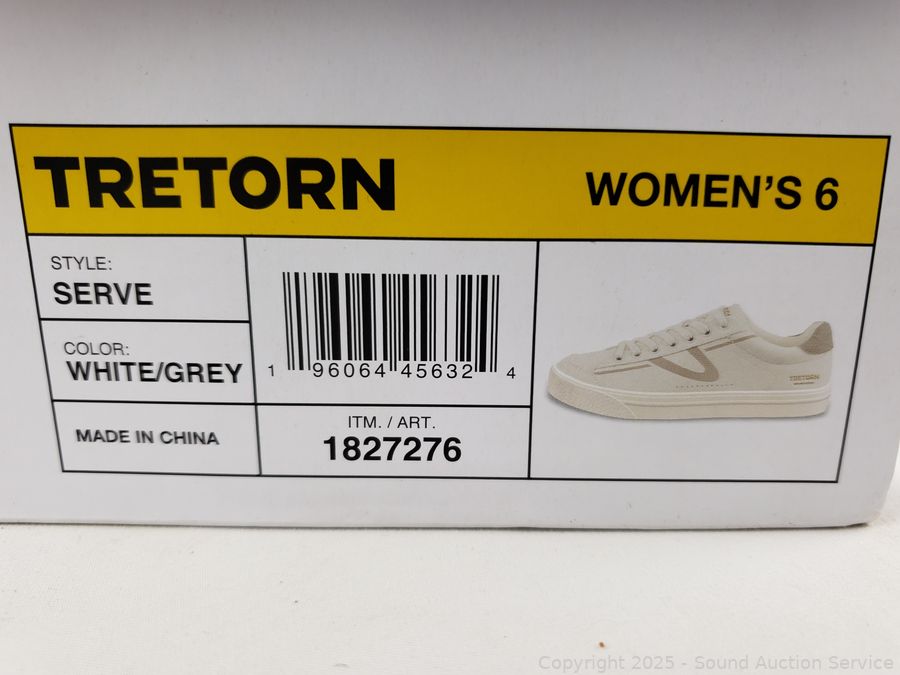 TRETORN
WOMEN'S 6
STYLE:
SERVE
COLOR:
WHITE/GREY
MADE IN CHINA
1 96064 45632 4
ITM. / ART.
1827276
TRETORN
Copyright 2025 - Sound Auction Service